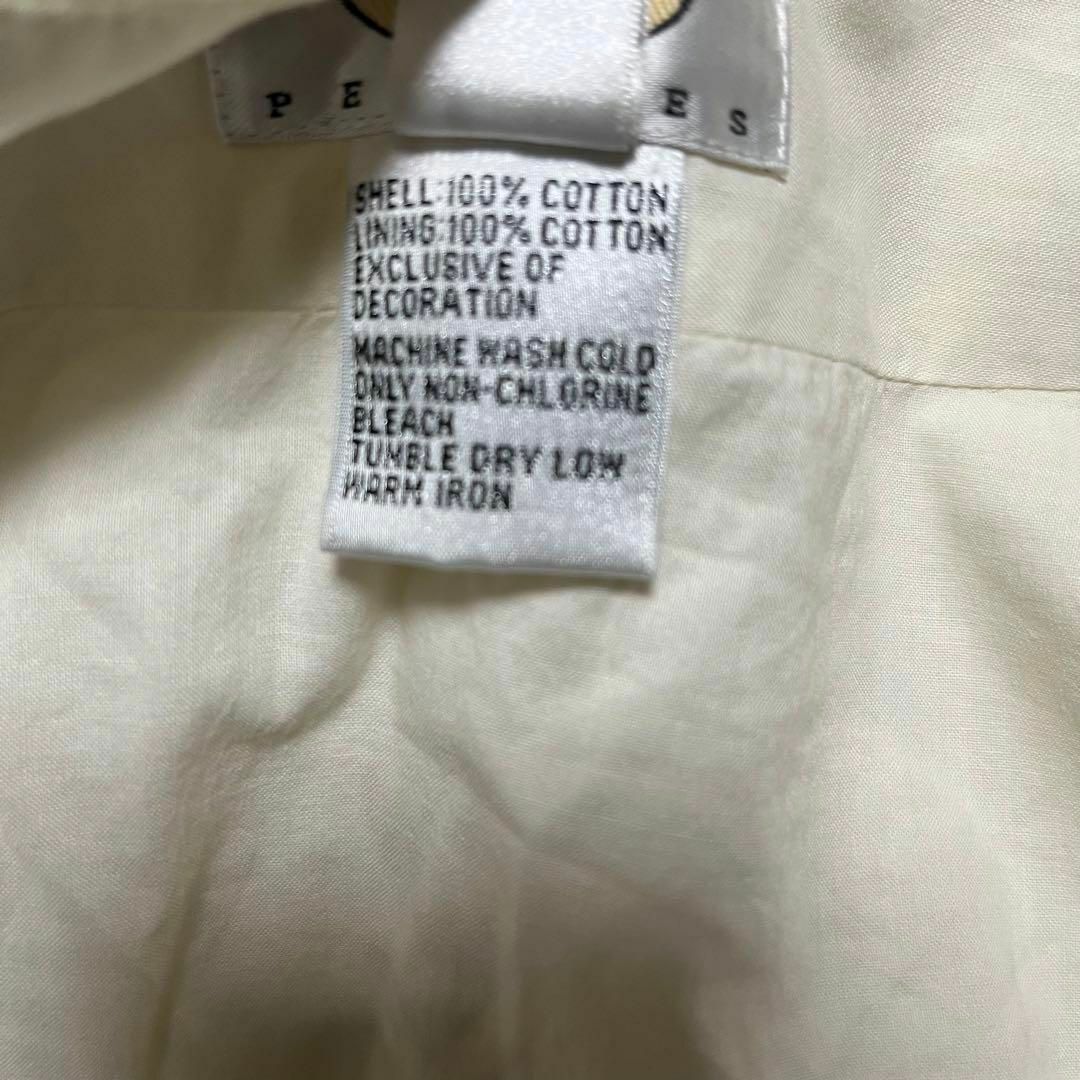 P E E S
SHELL:100% COTTON
LINING:100% COTTON
EXCLUSIVE OF
DECORATION
MACHINE WASH COLD
ONLY NON-CHLORINE
BLEACH
TUMBLE DRY LOW
WARM IRON